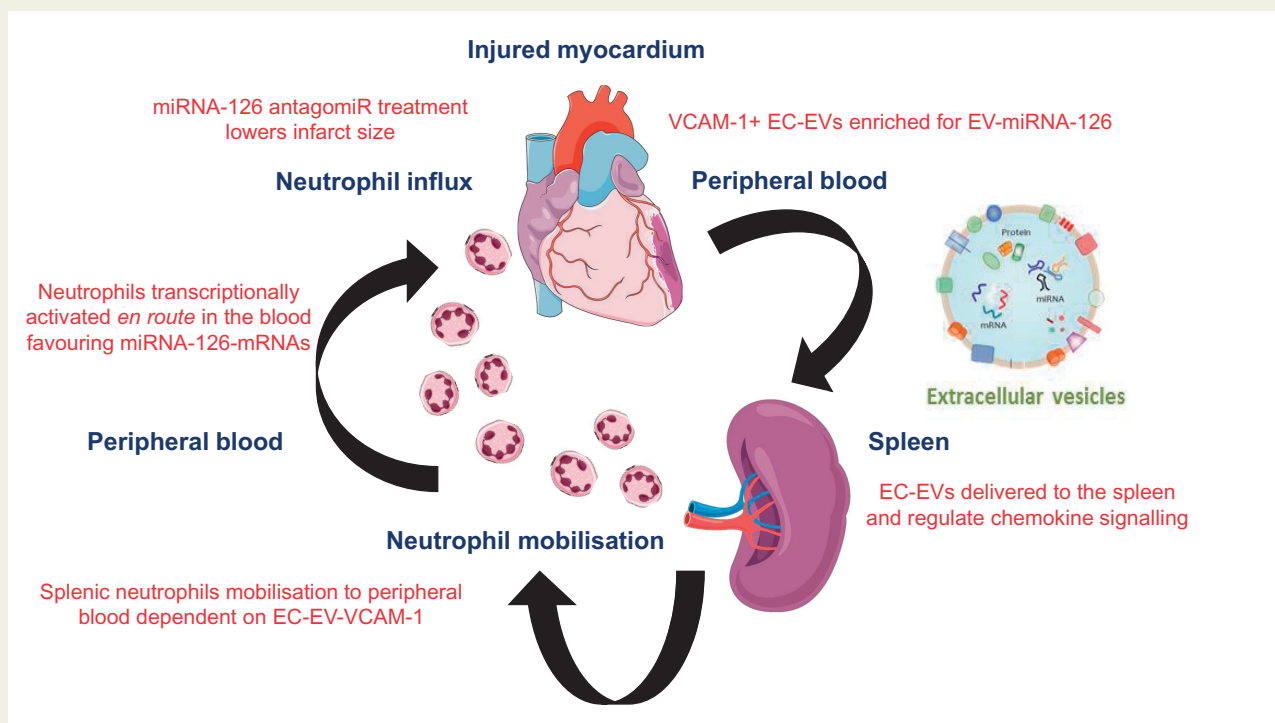 Injured myocardium
miRNA-126 antagomiR treatment
lowers infarct size
VCAM-1+ EC-EVs enriched for EV-miRNA-126
Neutrophil influx
Peripheral blood
Protein
miRNA
mRNA
Extracellular vesicles
Neutrophils transcriptionally
activated en route in the blood
favouring miRNA-126-mRNAs
Peripheral blood
Spleen
EC-EVs delivered to the spleen
and regulate chemokine signalling
Neutrophil mobilisation
Splenic neutrophils mobilisation to peripheral
blood dependent on EC-EV-VCAM-1